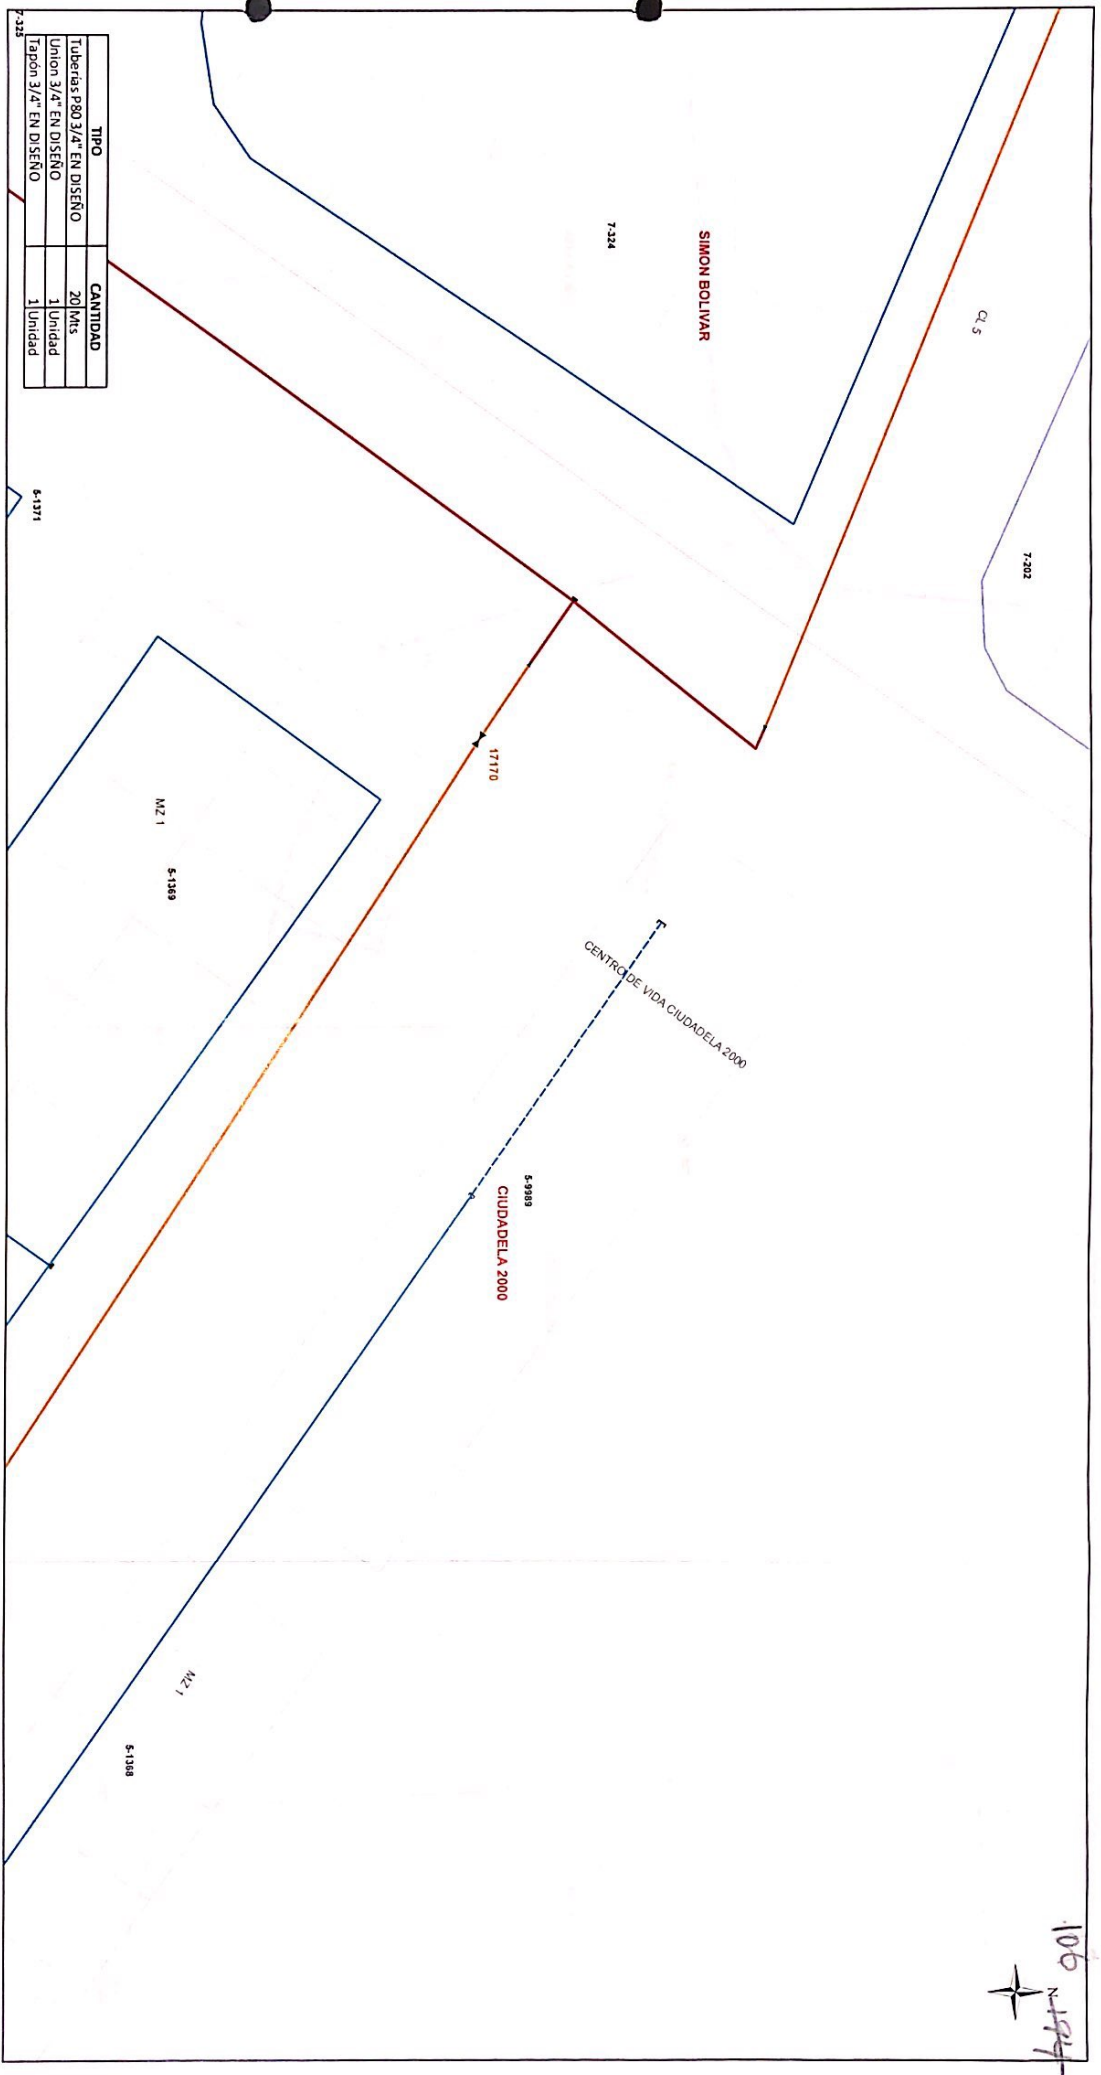 106
194
N
CL 5
7-202
SIMON BOLIVAR
7-324
17170
CENTRO DE VIDA CIUDADELA 2000
5-9989
CIUDADELA 2000
MZ 1
5-1369
MZ 1
5-1368
5-1371
7-325
TIPO CANTIDAD
Tuberías P80 3/4" EN DISEÑO 20 Mts
Union 3/4" EN DISEÑO 1 Unidad
Tapón 3/4" EN DISEÑO 1 Unidad